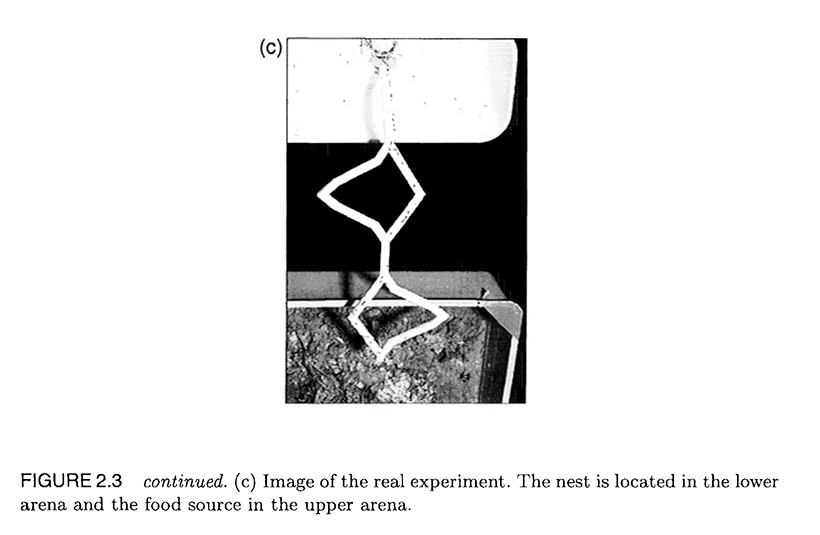 (c)
FIGURE 2.3 continued. (c) Image of the real experiment. The nest is located in the lower
arena and the food source in the upper arena.